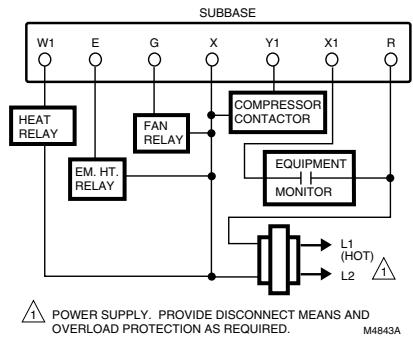 SUBBASE
W1 E G X Y1 X1 R
HEAT
RELAY
FAN
RELAY
COMPRESSOR
CONTACTOR
EM. HT.
RELAY
EQUIPMENT
MONITOR
L1
(HOT)
L2
1
1 POWER SUPPLY. PROVIDE DISCONNECT MEANS AND
OVERLOAD PROTECTION AS REQUIRED.
M4843A